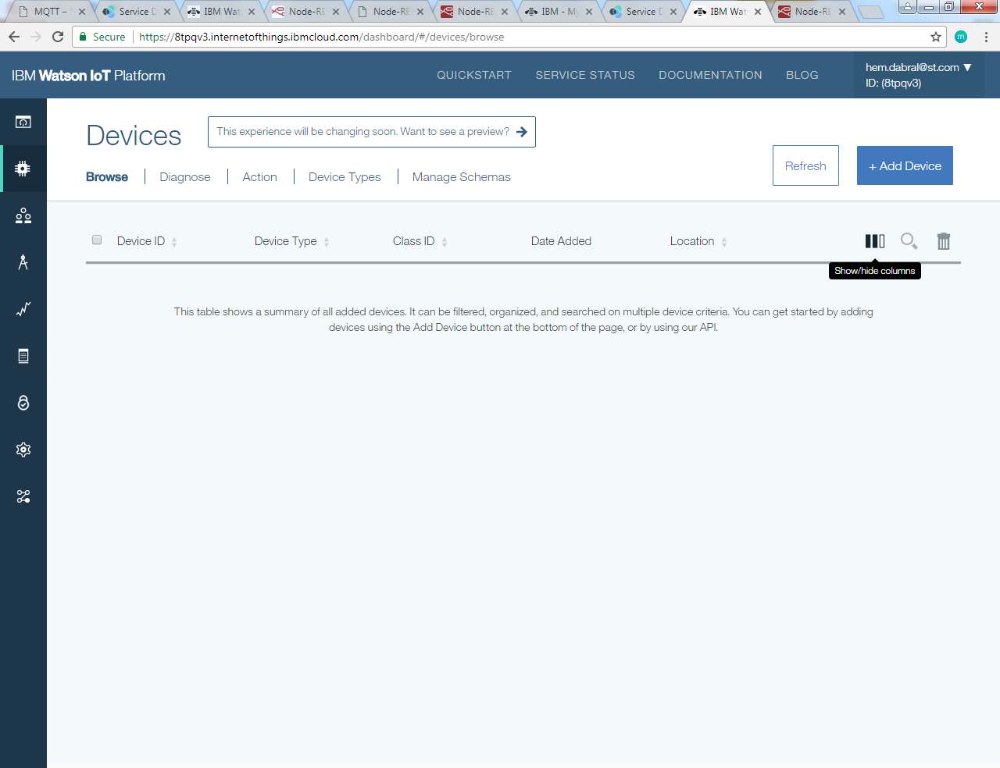 MQTT –
Service D
IBM Wat
Node-RE
Node-RE
Node-RE
IBM - My
Service D
IBM Wat
Node-RE
Secure https://8tpqv3.internetofthings.ibmcloud.com/dashboard/#/devices/browse
m
IBM Watson IoT Platform
QUICKSTART SERVICE STATUS DOCUMENTATION BLOG
hem.dabral@st.com ▼
ID: (8tpqv3)
Devices
This experience will be changing soon. Want to see a preview? →
Browse Diagnose Action Device Types Manage Schemas
Refresh
+ Add Device
Device ID Device Type Class ID Date Added Location
Show/hide columns
This table shows a summary of all added devices. It can be filtered, organized, and searched on multiple device criteria. You can get started by adding
devices using the Add Device button at the bottom of the page, or by using our API.